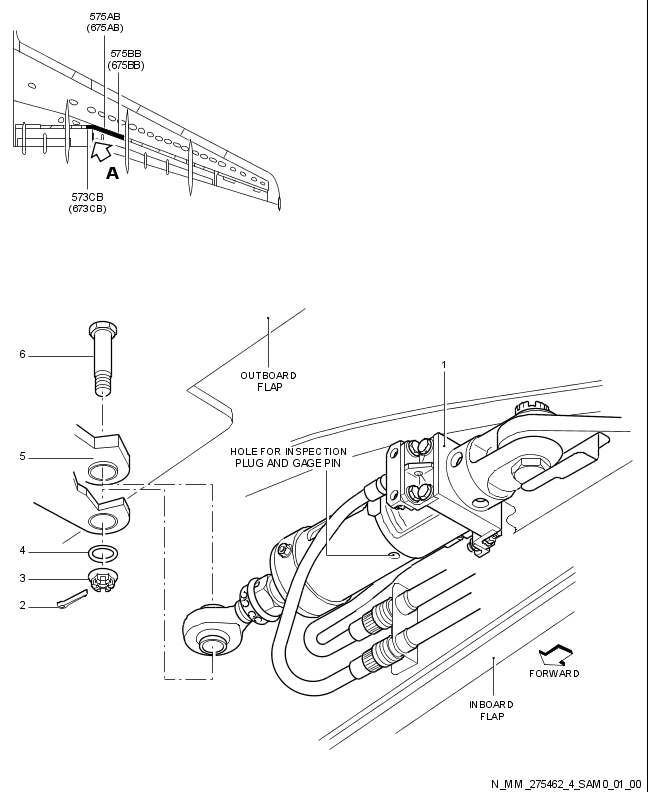 575AB
(675AB)
575BB
(675BB)
A
573CB
(673CB)
6
OUTBOARD
FLAP
1
5
HOLE FOR INSPECTION
PLUG AND GAGE PIN
4
3
2
FORWARD
INBOARD
FLAP
N_MM_275462_4_SAM0_01_00